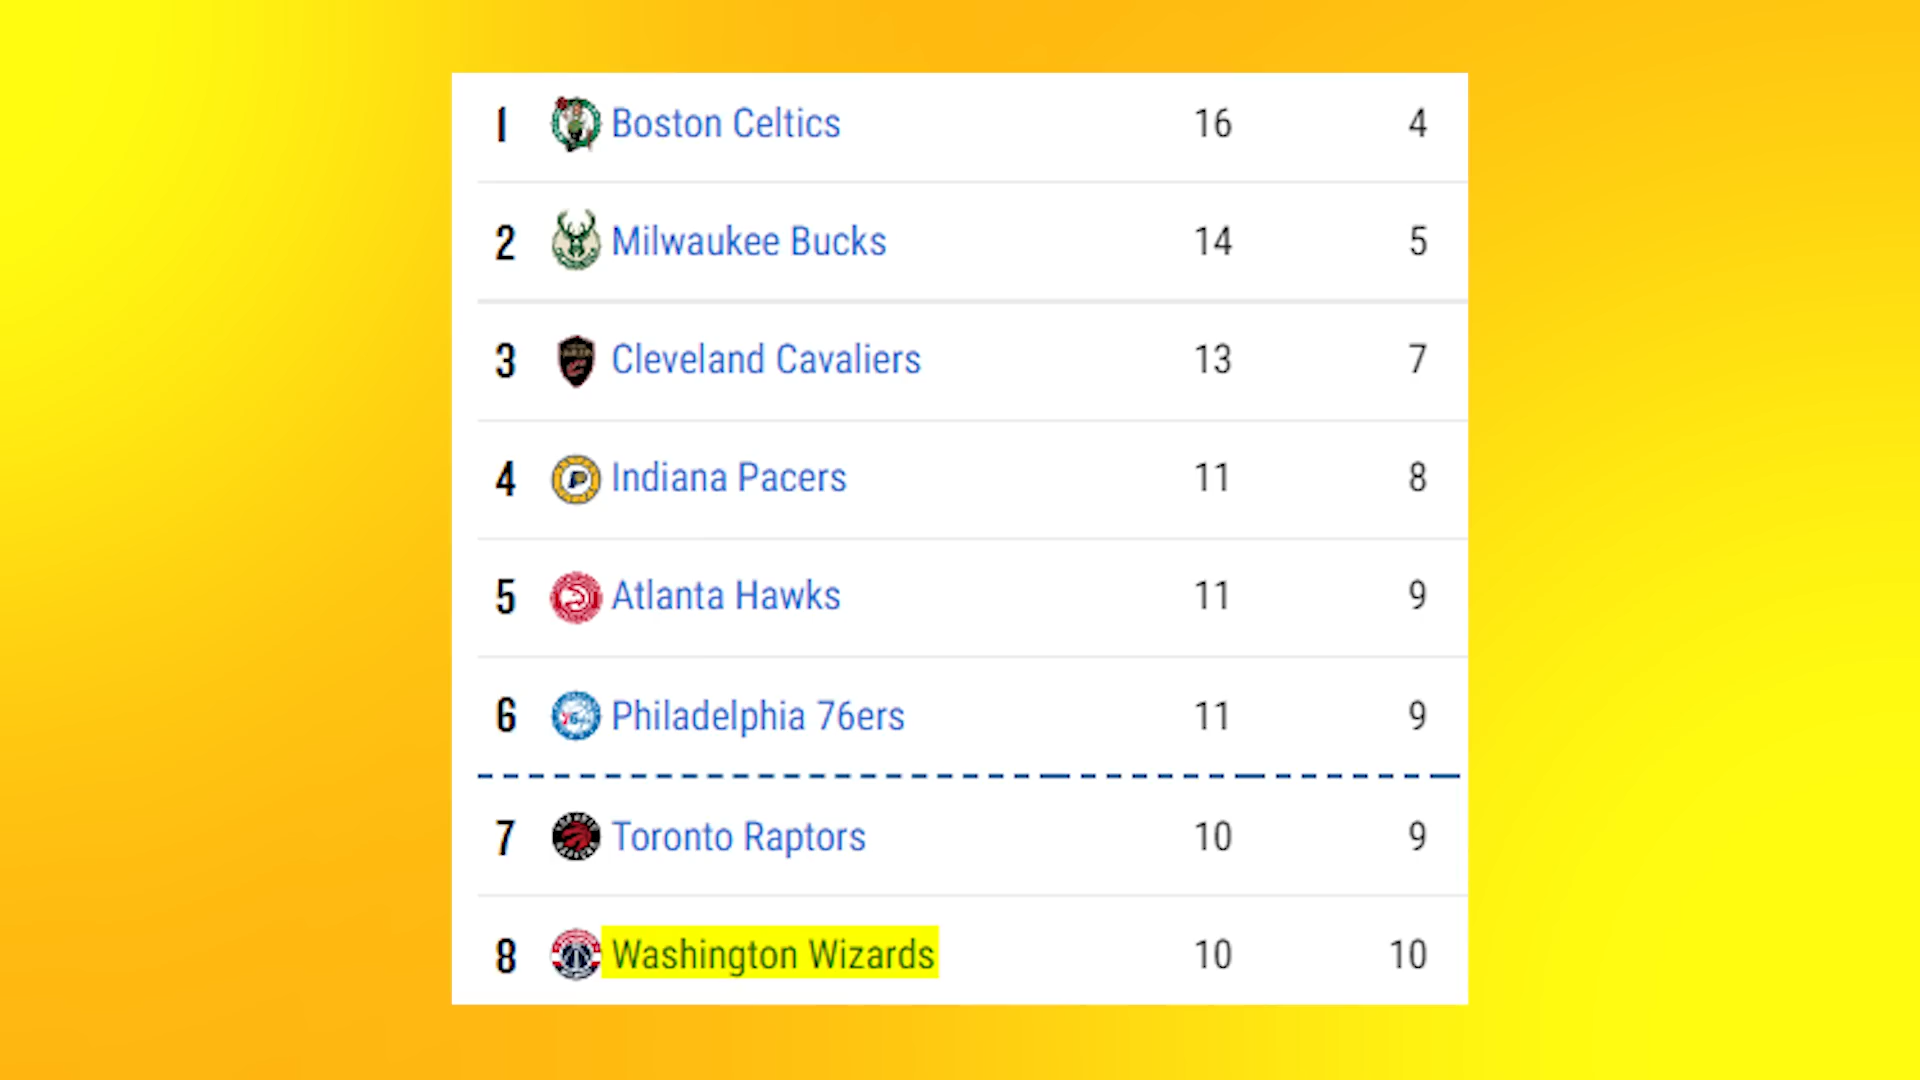 1 Boston Celtics 16 4
2 Milwaukee Bucks 14 5
3 Cleveland Cavaliers 13 7
4 Indiana Pacers 11 8
5 Atlanta Hawks 11 9
6 Philadelphia 76ers 11 9
7 Toronto Raptors 10 9
8 Washington Wizards 10 10